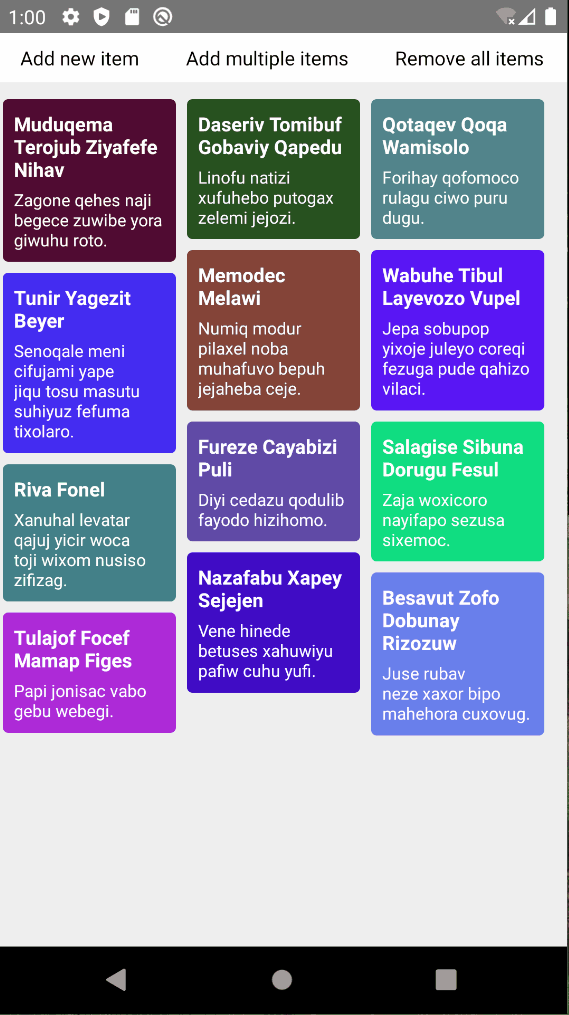 1:00
Add new item
Add multiple items
Remove all items
Muduqema
Terojub Ziyafefe
Nihav
Zagone qehes naji
begece zuwibe yora
giwuhu roto.
Tunir Yagezit
Beyer
Senoqale meni
cifujami yape
jiqu tosu masutu
suhiyuz fefuma
tixolaro.
Riva Fonel
Xanuhal levatar
qajuj yicir woca
toji wixom nusiso
zifizag.
Tulajof Focef
Mamap Figes
Papi jonisac vabo
gebu webegi.
Daseriv Tomibuf
Gobaviy Qapedu
Linofu natizi
xufuhebo putogax
zelemi jejozi.
Memodec
Melawi
Numiq modur
pilaxel noba
muhafuvo bepuh
jejaheba ceje.
Fureze Cayabizi
Puli
Diyi cedazu qodulib
fayodo hizihomo.
Nazafabu Xapey
Sejejen
Vene hinede
betuses xahuwiyu
pafiw cuhu yufi.
Qotaqev Qoqa
Wamisolo
Forihay qofomoco
rulagu ciwo puru
dugu.
Wabuhe Tibul
Layevozo Vupel
Jepa sobupop
yixoje juleyo coreqi
fezuga pude qahizo
vilaci.
Salagise Sibuna
Dorugu Fesul
Zaja woxicoro
nayifapo sezusa
sixemoc.
Besavut Zofo
Dobunay
Rizozuw
Juse rubav
neze xaxor bipo
mahehora cuxovug.